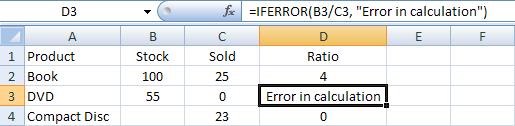 D3 fx =IFERROR(B3/C3, "Error in calculation")
A B C D E F
1 Product Stock Sold Ratio
2 Book 100 25 4
3 DVD 55 0 Error in calculation
4 Compact Disc 23 0